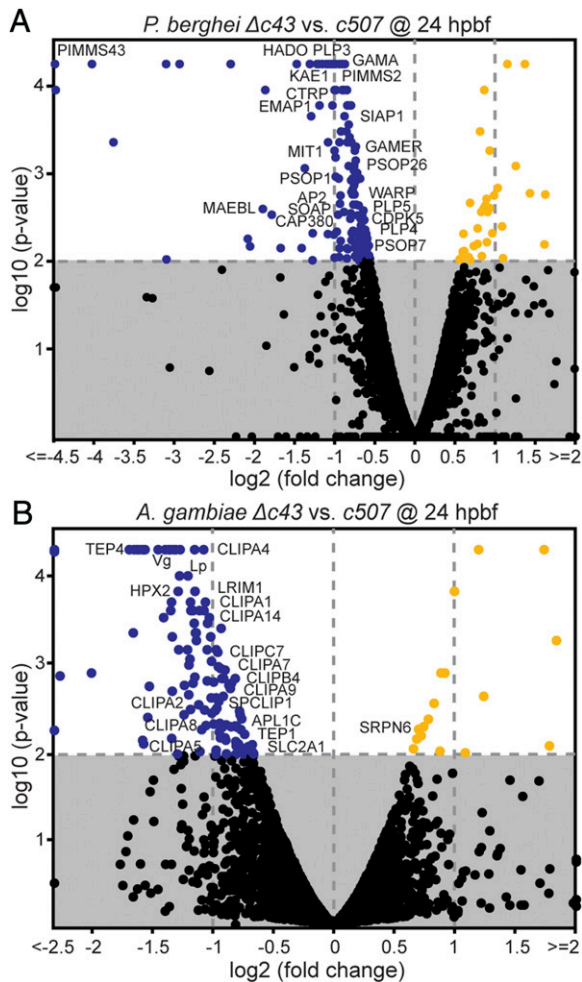 A
P. berghei Δc43 vs. c507 @ 24 hpbf
PIMMS43
HADO PLP3
GAMA
KAE1
PIMMS2
CTRP
EMAP1
SIAP1
MIT1
GAMER
PSOP26
PSOP1
AP2
WARP
MAEBL
SOAP
PLP5
CAP380
CDPK5
PLP4
PSOP7
4
3
2
1
log10 (p-value)
<=-4.5 -4 -3.5 -3 -2.5 -2 -1.5 -1 -0.5 0 0.5 1 1.5 >=2
log2 (fold change)
B
A. gambiae Δc43 vs. c507 @ 24 hpbf
TEP4
CLIPA4
Vg
Lp
HPX2
LRIM1
CLIPA1
CLIPA14
CLIPC7
CLIPA7
CLIPB4
CLIPA9
CLIPA2
SPCLIP1
CLIPA8
APL1C
TEP1
CLIPA5
SLC2A1
SRPN6
4
3
2
1
log10 (p-value)
<-2.5 -2 -1.5 -1 -0.5 0 0.5 1 1.5 >=2
log2 (fold change)